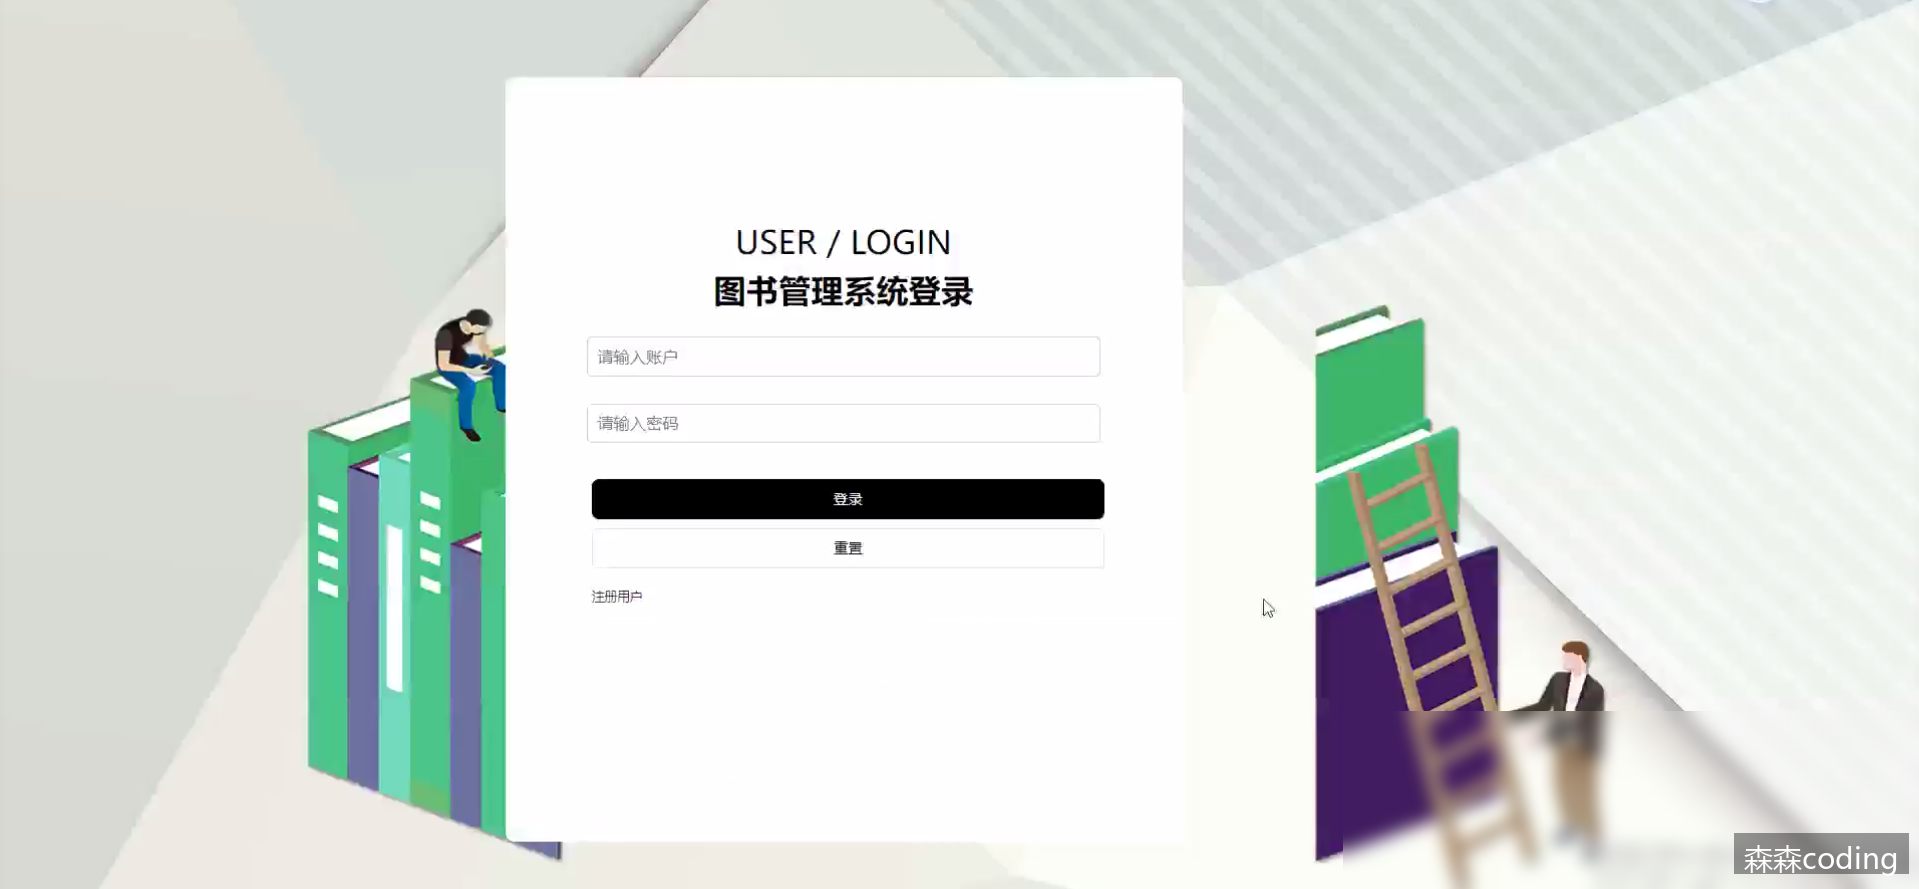 USER / LOGIN
图书管理系统登录
请输入账户
请输入密码
登录
重置
注册用户
森森coding